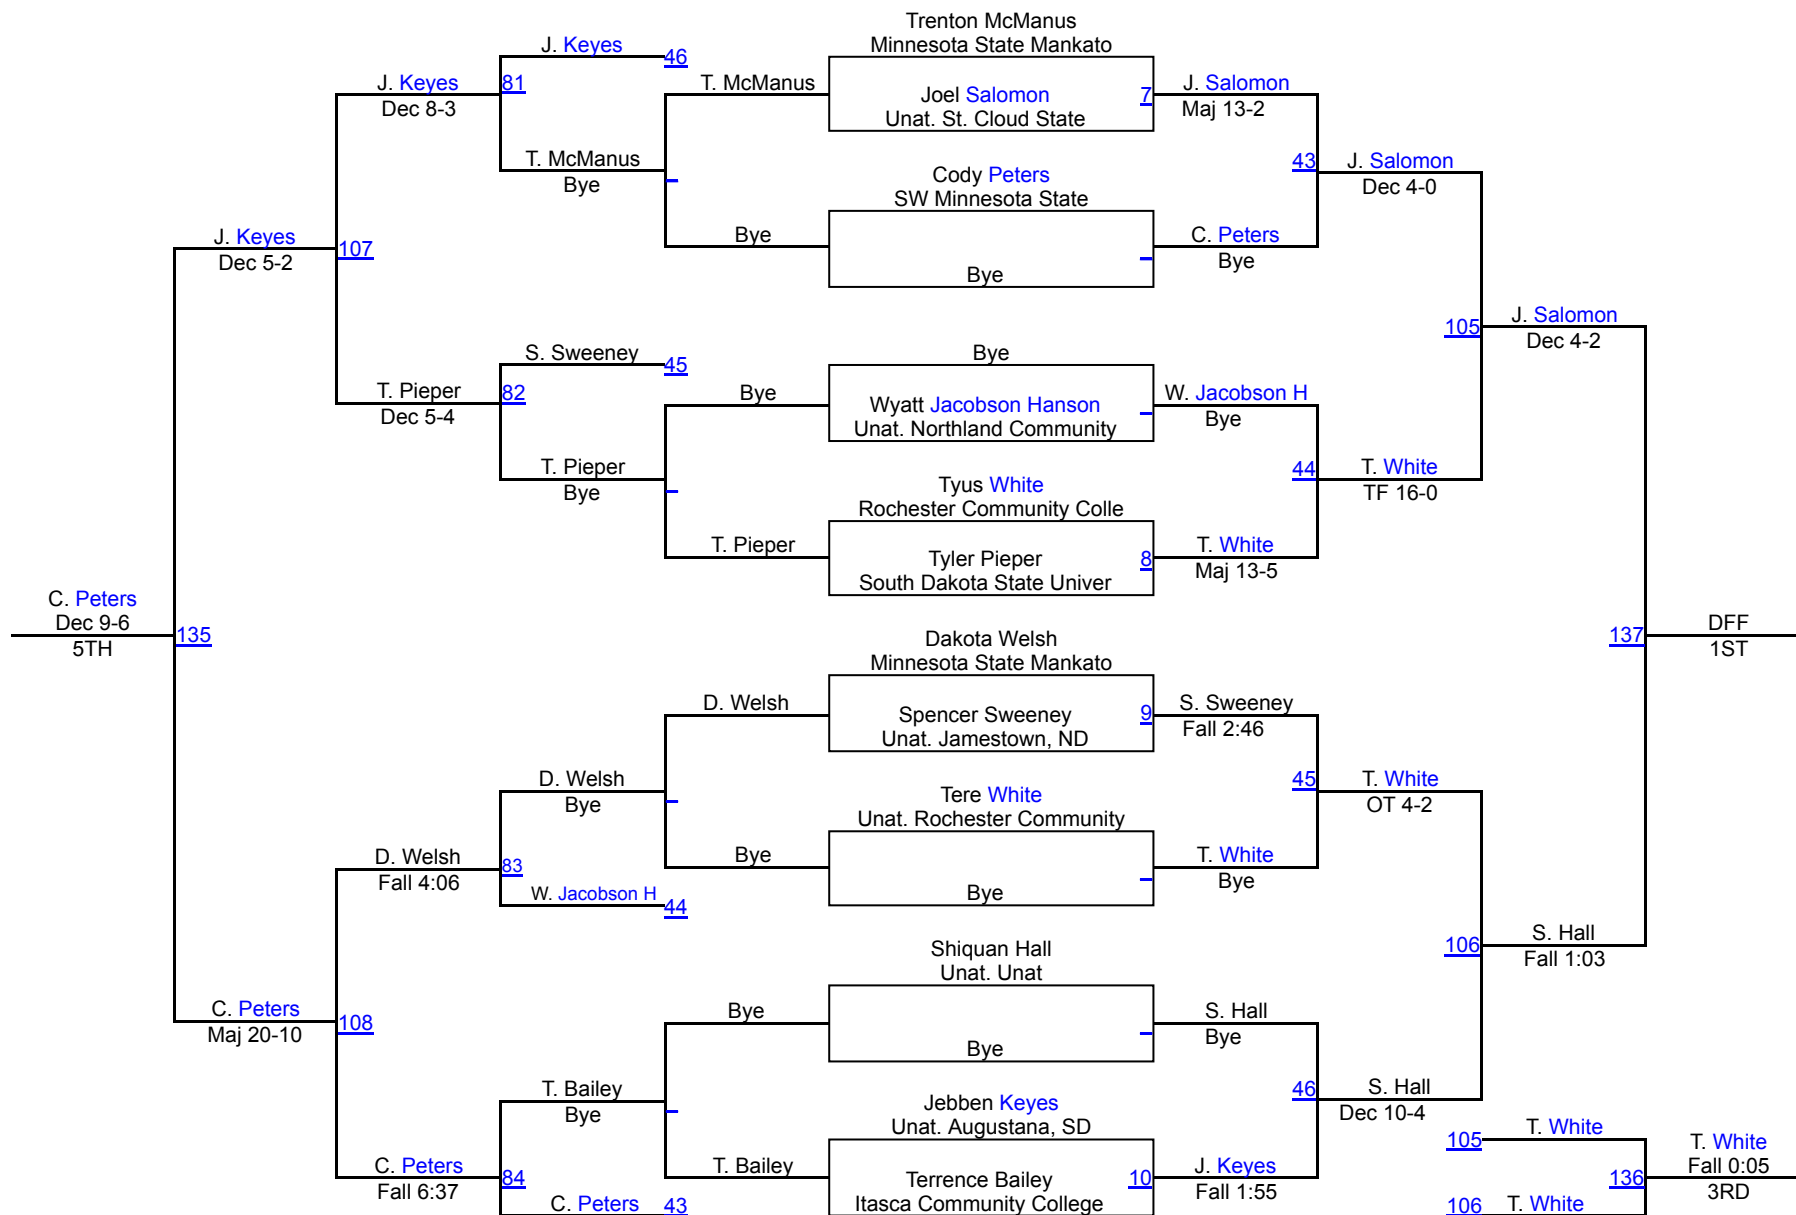 Trenton McManus
Minnesota State Mankato
J. Keyes
46
81
J. Keyes
Dec 8-3
T. McManus
Joel Salomon
Unat. St. Cloud State
7
J. Salomon
Maj 13-2
T. McManus
Bye
Cody Peters
SW Minnesota State
43
J. Salomon
Dec 4-0
J. Keyes
Dec 5-2
107
Bye
Bye
C. Peters
Bye
S. Sweeney
45
Bye
105
J. Salomon
Dec 4-2
T. Pieper
Dec 5-4
82
Bye
Wyatt Jacobson Hanson
Unat. Northland Community
W. Jacobson H
Bye
T. Pieper
Bye
Tyus White
Rochester Community Colle
44
T. White
TF 16-0
T. Pieper
Tyler Pieper
South Dakota State Univer
8
T. White
Maj 13-5
C. Peters
Dec 9-6
5TH
135
Dakota Welsh
Minnesota State Mankato
137
DFF
1ST
D. Welsh
Spencer Sweeney
Unat. Jamestown, ND
9
S. Sweeney
Fall 2:46
D. Welsh
Bye
Tere White
Unat. Rochester Community
45
T. White
OT 4-2
D. Welsh
Fall 4:06
83
Bye
Bye
T. White
Bye
W. Jacobson H
44
Shiquan Hall
Unat. Unat
106
S. Hall
Fall 1:03
C. Peters
Maj 20-10
108
Bye
Bye
S. Hall
Bye
T. Bailey
Bye
Jebben Keyes
Unat. Augustana, SD
46
S. Hall
Dec 10-4
105
T. White
C. Peters
Fall 6:37
84
T. Bailey
Terrence Bailey
Itasca Community College
10
J. Keyes
Fall 1:55
136
T. White
Fall 0:05
3RD
C. Peters
43
106
T. White